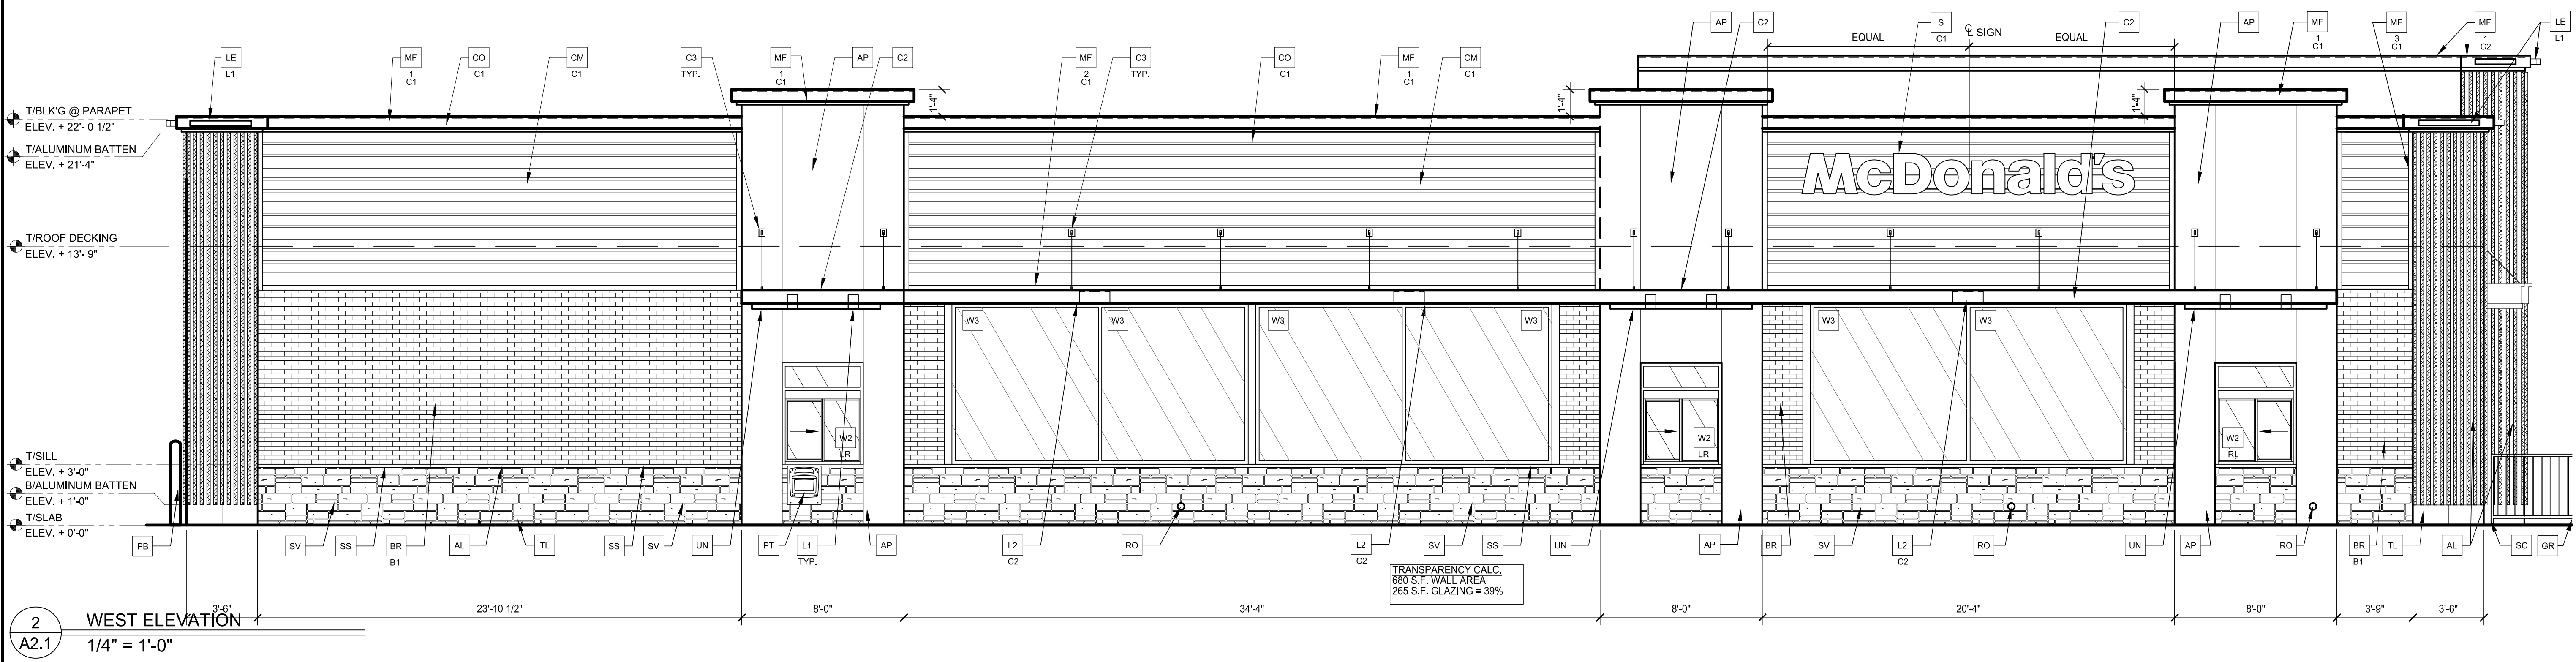 AP
C2
S
C1
℄ SIGN
EQUAL
EQUAL
C2
AP
MF
1
C1
MF
3
C1
MF
1
C2
LE
L1
LE
L1
MF
1
C1
CO
C1
CM
C1
C3
TYP.
MF
1
C1
AP
C2
MF
2
C1
C3
TYP.
CO
C1
MF
1
C1
CM
C1
1'-4"
1'-4"
1'-4"
T/BLK'G @ PARAPET
ELEV. + 22'- 0 1/2"
T/ALUMINUM BATTEN
ELEV. + 21'-4"
McDonald's
T/ROOF DECKING
ELEV. + 13'- 9"
W3
W3
W3
W3
W3
W3
W2
LR
W2
LR
W2
RL
T/SILL
ELEV. + 3'-0"
B/ALUMINUM BATTEN
ELEV. + 1'-0"
T/SLAB
ELEV. + 0'-0"
PB
SV
SS
BR
B1
AL
TL
SS
SV
UN
PT
L1
TYP.
AP
L2
C2
RO
L2
C2
SV
SS
UN
AP
BR
SV
L2
C2
RO
UN
AP
RO
BR
B1
TL
AL
SC
GR
TRANSPARENCY CALC.
680 S.F. WALL AREA
265 S.F. GLAZING = 39%
3'-6"
23'-10 1/2"
8'-0"
34'-4"
8'-0"
20'-4"
8'-0"
3'-9"
3'-6"
2
A2.1
WEST ELEVATION
1/4" = 1'-0"